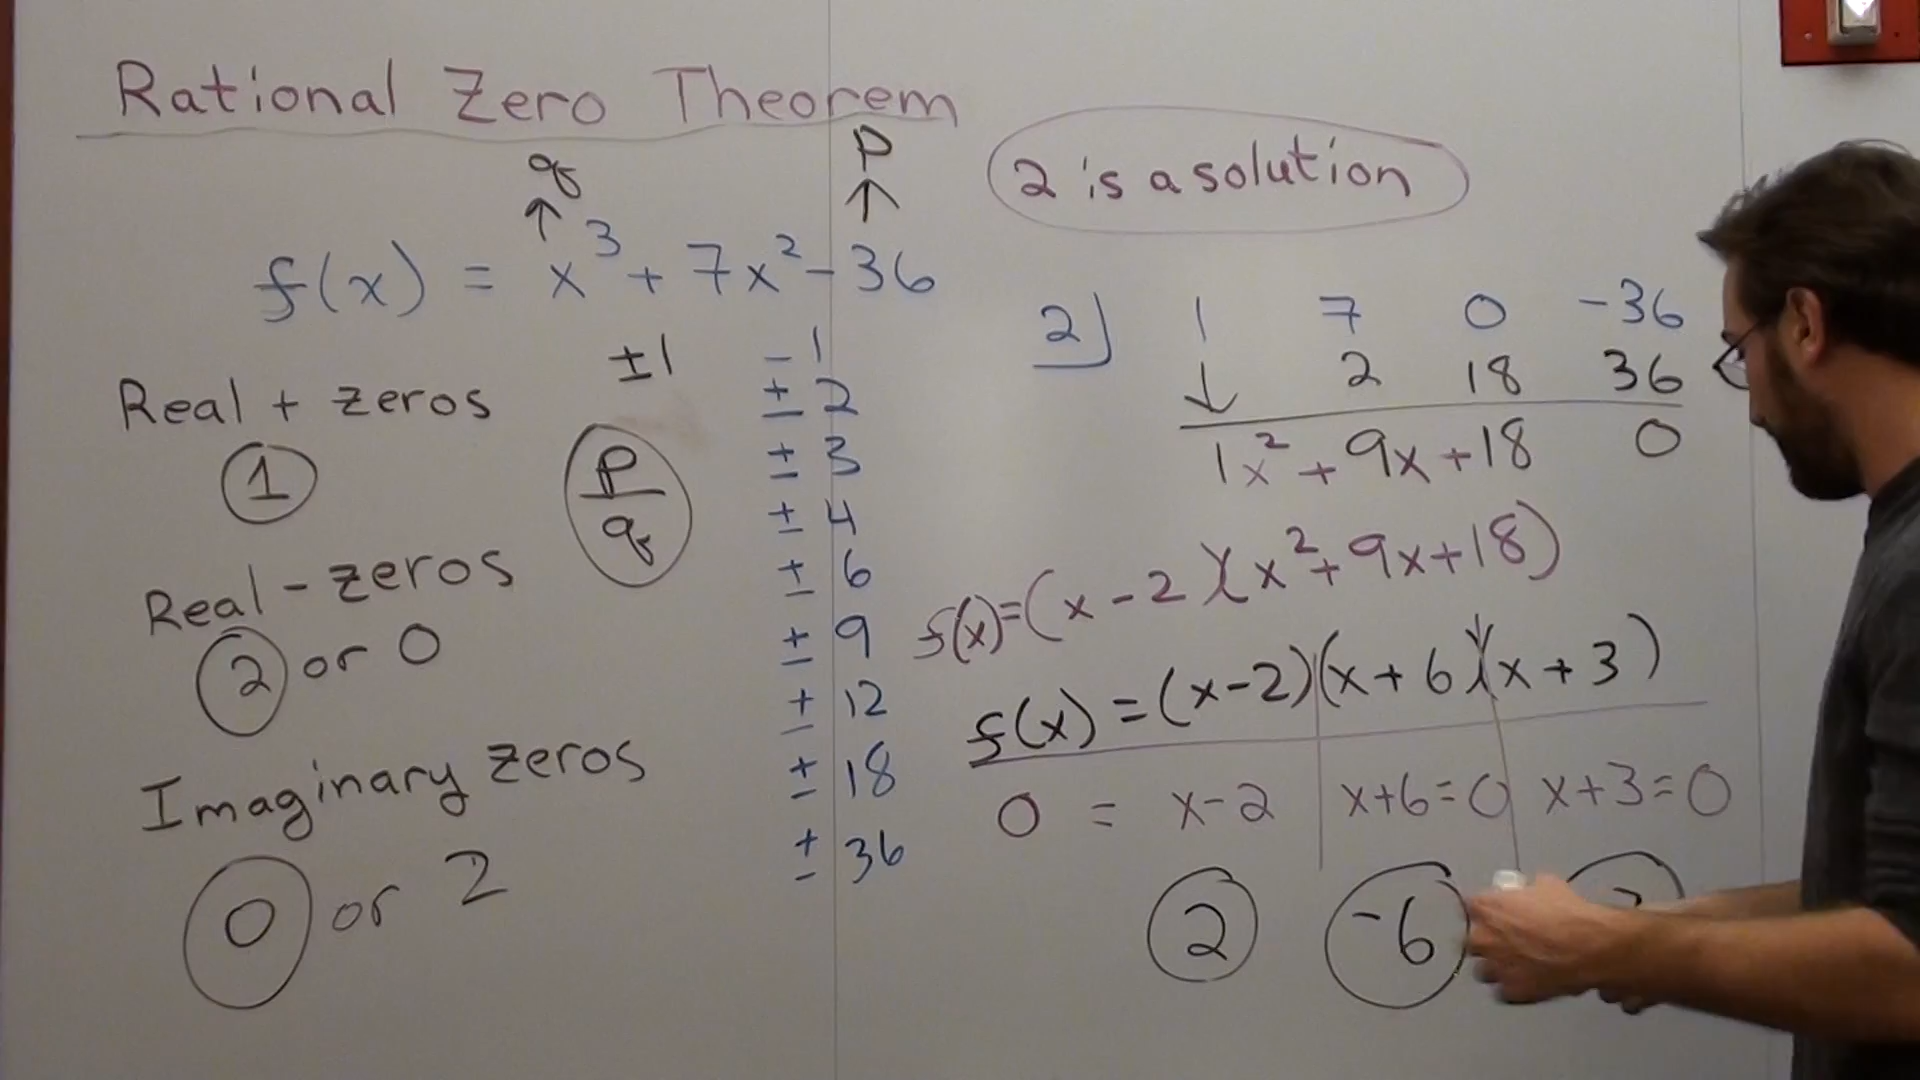 Rational Zero Theorem
q p
f(x) = x³ + 7x² - 36
±1
Real + zeros
1
p/q
Real - zeros
2 or 0
Imaginary zeros
0 or 2
- 1
± 2
± 3
± 4
± 6
± 9
± 12
± 18
± 36
2 is a solution
2 1 7 0 -36
2 18 36
1x² + 9x + 18 0
f(x)=(x-2)(x²+9x+18)
f(x) = (x-2)(x+6)(x+3)
0 = x-2 x+6=0 x+3=0
2 -6